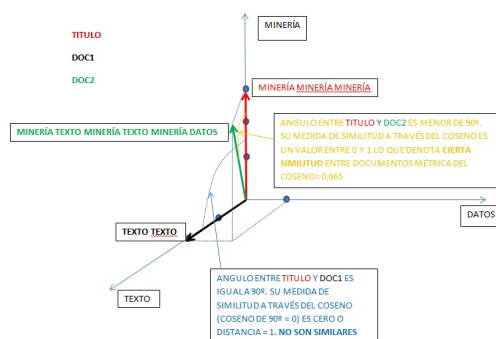 MINERÍA
TITULO
DOC1
DOC2
MINERÍA MINERÍA MINERÍA
MINERÍA TEXTO MINERÍA TEXTO MINERÍA DATOS
ANGULO ENTRE TITULO Y DOC2 ES MENOR DE 90º.
SU MEDIDA DE SIMILITUD A TRAVÉS DEL COSENO ES
UN VALOR ENTRE 0 Y 1 LO QUE DENOTA CIERTA
SIMILITUD ENTRE DOCUMENTOS MÉTRICA DEL
COSENO= 0,665
DATOS
TEXTO TEXTO
TEXTO
ANGULO ENTRE TITULO Y DOC1 ES
IGUAL A 90º. SU MEDIDA DE
SIMILITUD A TRAVÉS DEL COSENO
(COSENO DE 90º = 0) ES CERO O
DISTANCIA = 1. NO SON SIMILARES